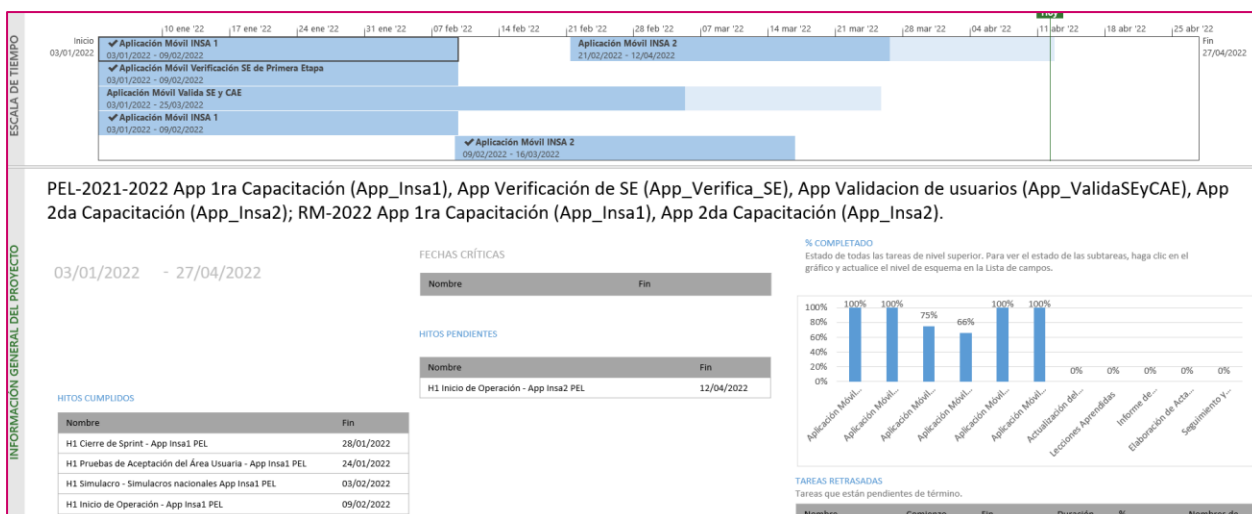 Hoy
10 ene '22 17 ene '22 24 ene '22 31 ene '22 07 feb '22 14 feb '22 21 feb '22 28 feb '22 07 mar '22 14 mar '22 21 mar '22 28 mar '22 04 abr '22 11 abr '22 18 abr '22 25 abr '22
ESCALA DE TIEMPO
Inicio
03/01/2022
✔ Aplicación Móvil INSA 1
03/01/2022 - 09/02/2022
Aplicación Móvil INSA 2
21/02/2022 - 12/04/2022
Fin
27/04/2022
✔ Aplicación Móvil Verificación SE de Primera Etapa
03/01/2022 - 09/02/2022
Aplicación Móvil Valida SE y CAE
03/01/2022 - 25/03/2022
✔ Aplicación Móvil INSA 1
03/01/2022 - 09/02/2022
✔ Aplicación Móvil INSA 2
09/02/2022 - 16/03/2022
INFORMACIÓN GENERAL DEL PROYECTO
PEL-2021-2022 App 1ra Capacitación (App_Insa1), App Verificación de SE (App_Verifica_SE), App Validacion de usuarios (App_ValidaSEyCAE), App
2da Capacitación (App_Insa2); RM-2022 App 1ra Capacitación (App_Insa1), App 2da Capacitación (App_Insa2).
03/01/2022 - 27/04/2022
HITOS CUMPLIDOS
Nombre Fin
H1 Cierre de Sprint - App Insa1 PEL 28/01/2022
H1 Pruebas de Aceptación del Área Usuaria - App Insa1 PEL 24/01/2022
H1 Simulacro - Simulacros nacionales App Insa1 PEL 03/02/2022
H1 Inicio de Operación - App Insa1 PEL 09/02/2022
FECHAS CRÍTICAS
Nombre Fin
HITOS PENDIENTES
Nombre Fin
H1 Inicio de Operación - App Insa2 PEL 12/04/2022
% COMPLETADO
Estado de todas las tareas de nivel superior. Para ver el estado de las subtareas, haga clic en el
gráfico y actualice el nivel de esquema en la Lista de campos.
100%
80%
60%
40%
20%
0%
100% 100% 75% 66% 100% 100% 0% 0% 0% 0% 0%
Aplicación Móvil...
Aplicación Móvil...
Aplicación Móvil...
Aplicación Móvil...
Aplicación Móvil...
Aplicación Móvil...
Actualización del...
Lecciones Aprendidas
Informe de...
Elaboración de Acta...
Seguimiento y...
TAREAS RETRASADAS
Tareas que están pendientes de término.
Nombre Comienzo Fin Duración % Nombres de